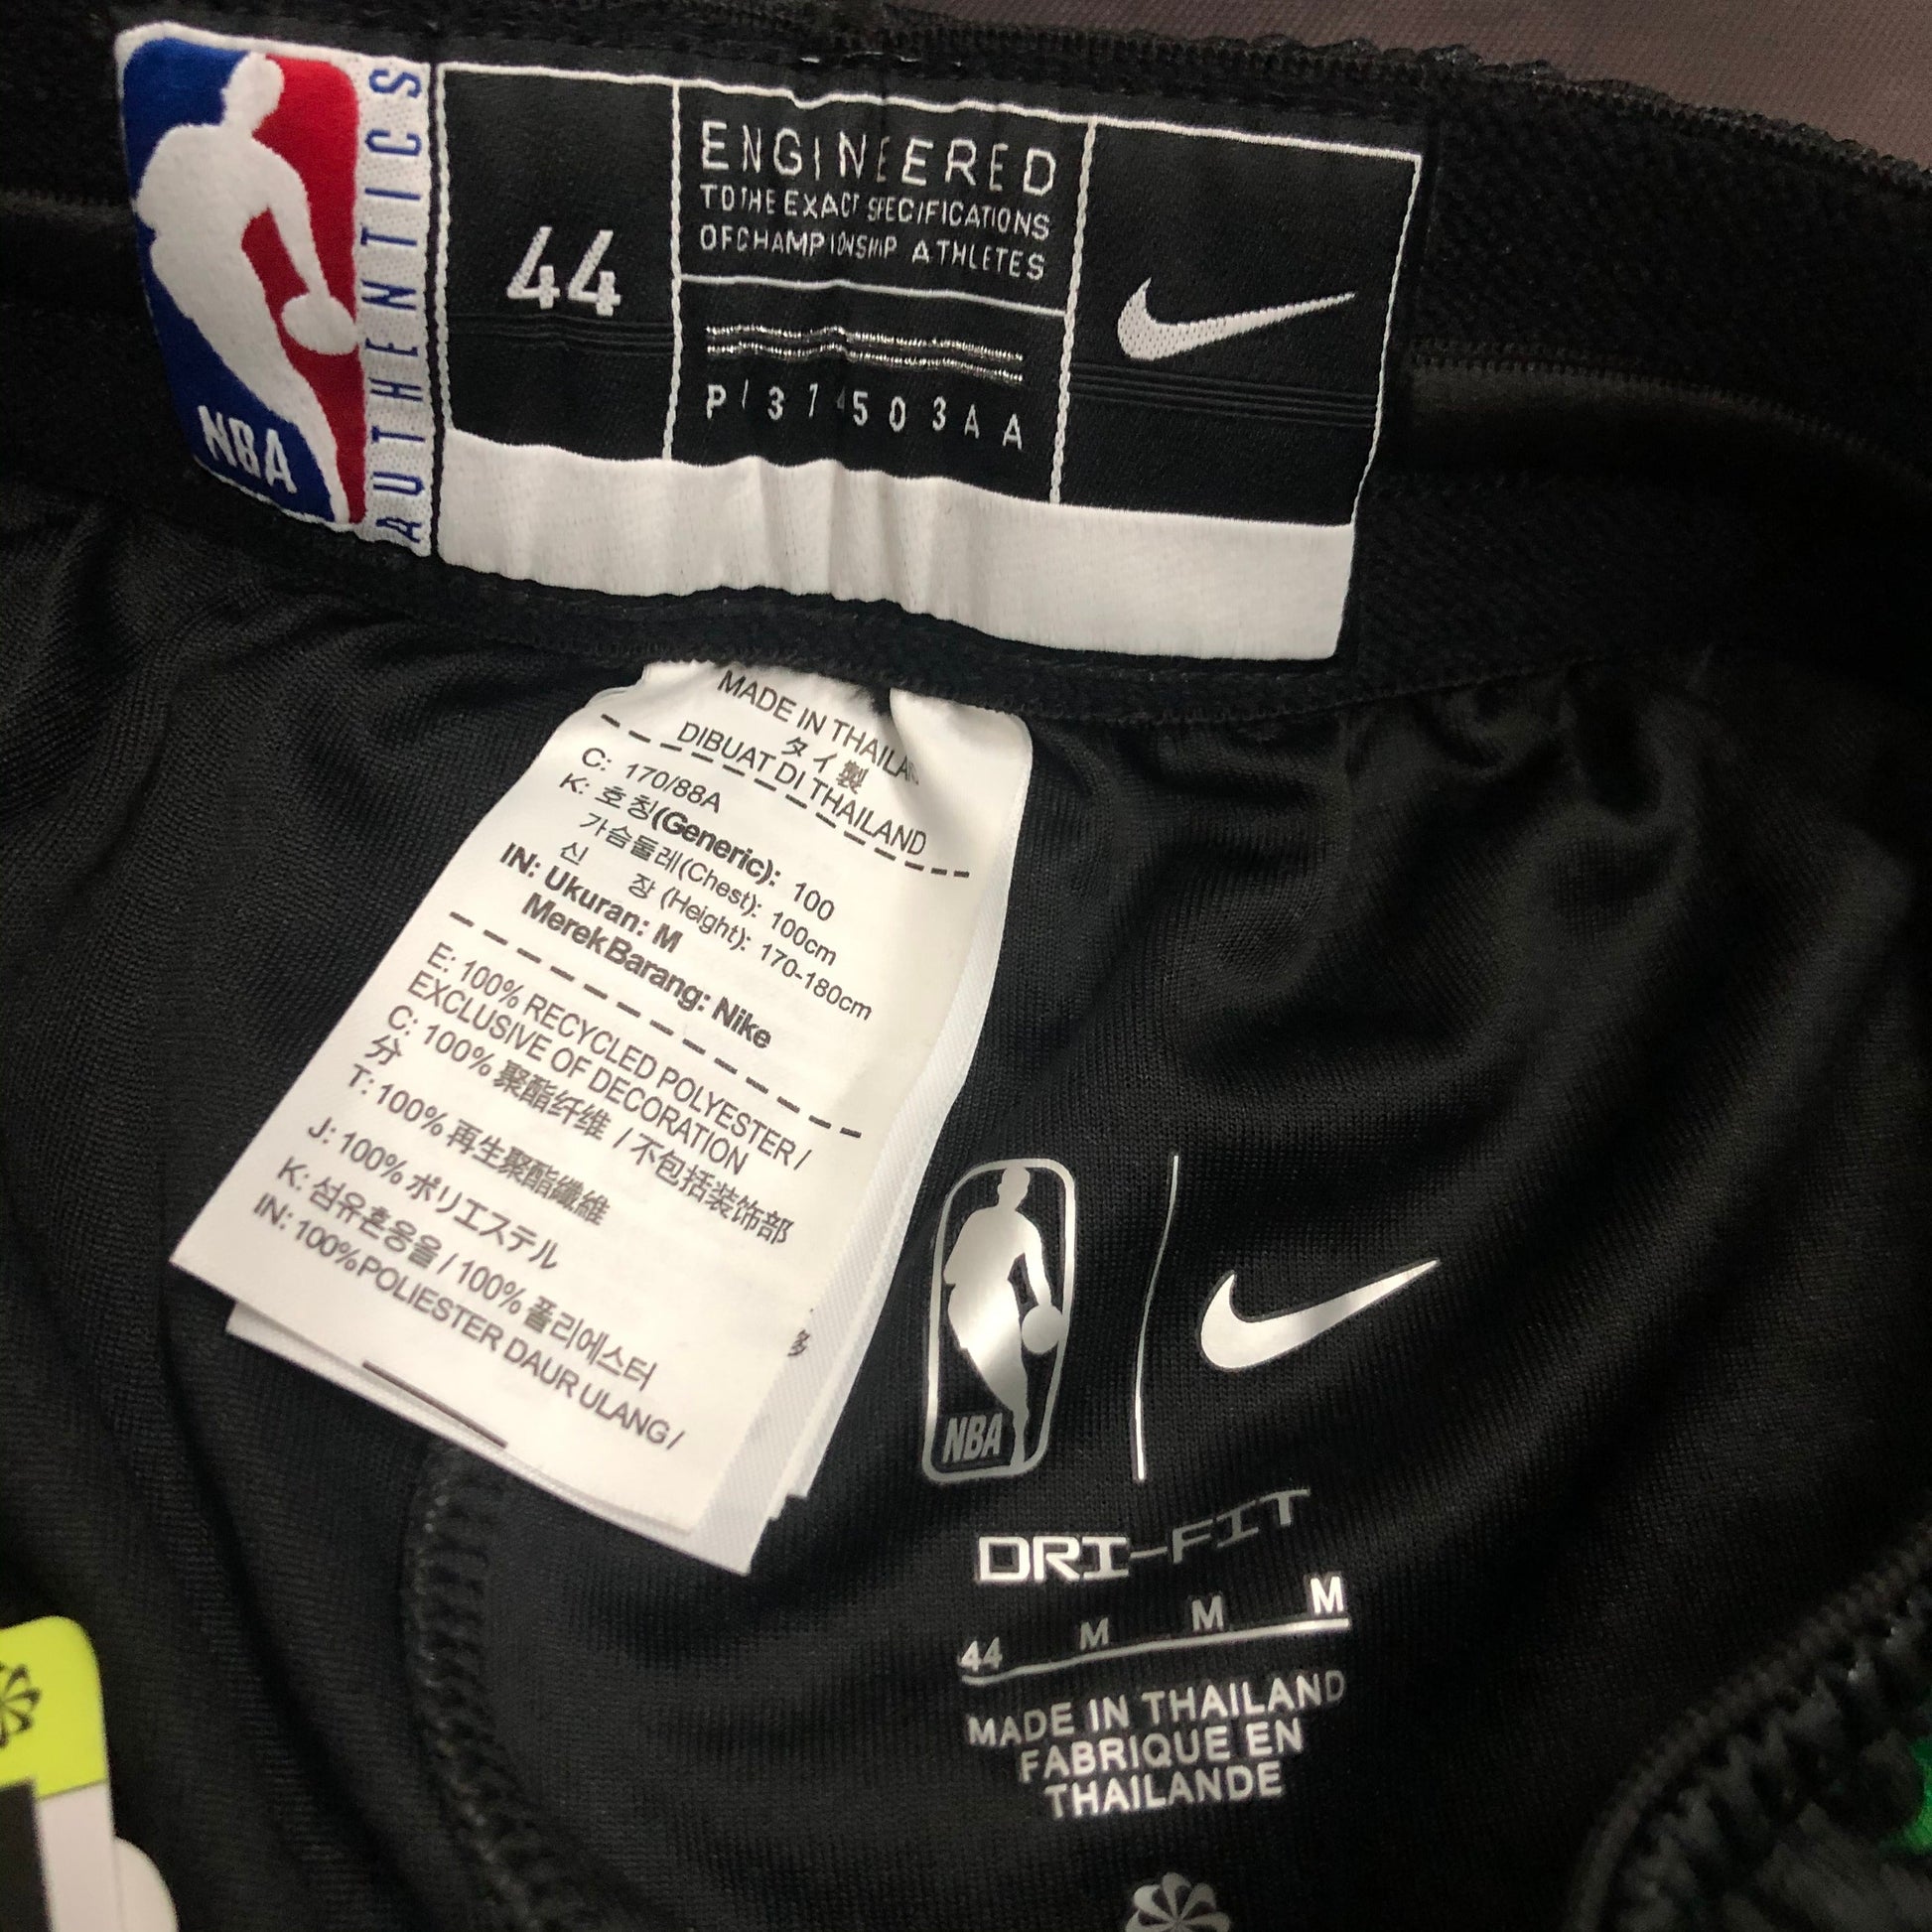 NBA
AUTHENTICS
44
ENGINEERED
TO THE EXACT SPECIFICATIONS
OF CHAMPIONSHIP ATHLETES
MADE IN THAILA
タイ製
DIBUAT DI THAILAND
C: 170/88A
K: 호칭(Generic): 100
가슴둘레(Chest): 100cm
신 장 (Height): 170-180cm
IN: Ukuran: M
Merek Barang: Nike
E: 100% RECYCLED POLYESTER /
EXCLUSIVE OF DECORATION
C: 100% 聚酯纤维 / 不包括装饰部
分
T: 100% 再生聚酯纖維
J: 100% ポリエステル
K: 섬유혼용율 / 100% 폴리에스터
IN: 100% POLIESTER DAUR ULANG /
NBA
DRI-FIT
44 M M M
MADE IN THAILAND
FABRIQUE EN
THAILANDE